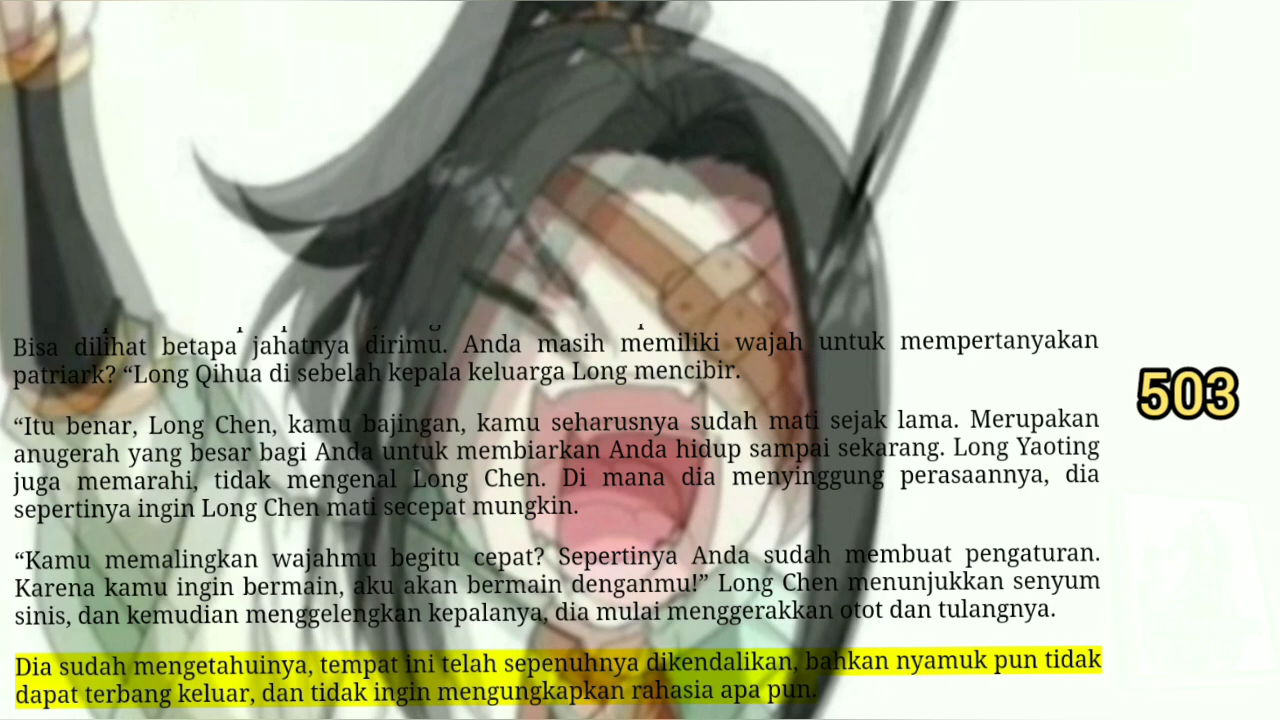 Bisa dilihat betapa jahatnya dirimu. Anda masih memiliki wajah untuk mempertanyakan
patriark? “Long Qihua di sebelah kepala keluarga Long mencibir.
“Itu benar, Long Chen, kamu bajingan, kamu seharusnya sudah mati sejak lama. Merupakan
anugerah yang besar bagi Anda untuk membiarkan Anda hidup sampai sekarang. Long Yaoting
juga memarahi, tidak mengenal Long Chen. Di mana dia menyinggung perasaannya, dia
sepertinya ingin Long Chen mati secepat mungkin.
“Kamu memalingkan wajahmu begitu cepat? Sepertinya Anda sudah membuat pengaturan.
Karena kamu ingin bermain, aku akan bermain denganmu!” Long Chen menunjukkan senyum
sinis, dan kemudian menggelengkan kepalanya, dia mulai menggerakkan otot dan tulangnya.
Dia sudah mengetahuinya, tempat ini telah sepenuhnya dikendalikan, bahkan nyamuk pun tidak
dapat terbang keluar, dan tidak ingin mengungkapkan rahasia apa pun.
503